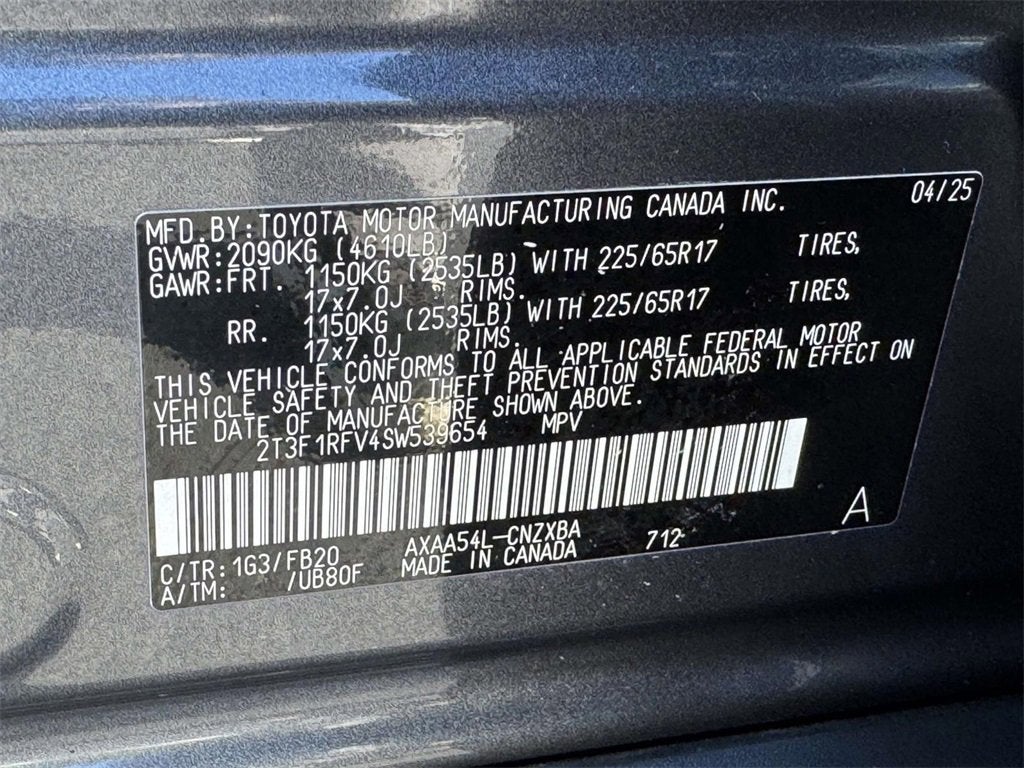 MFD. BY: TOYOTA MOTOR MANUFACTURING CANADA INC. 04/25
GVWR: 2090KG (4610LB)
GAWR: FRT. 1150KG (2535LB) WITH 225/65R17 TIRES,
17x7.0J RIMS.
RR. 1150KG (2535LB) WITH 225/65R17 TIRES,
17x7.0J RIMS.
THIS VEHICLE CONFORMS TO ALL APPLICABLE FEDERAL MOTOR
VEHICLE SAFETY AND THEFT PREVENTION STANDARDS IN EFFECT ON
THE DATE OF MANUFACTURE SHOWN ABOVE.
2T3F1RFV4SW539654 MPV
A
C/TR: 1G3/FB20 AXAA54L-CNZXBA 712-
A/TM: /UB80F MADE IN CANADA